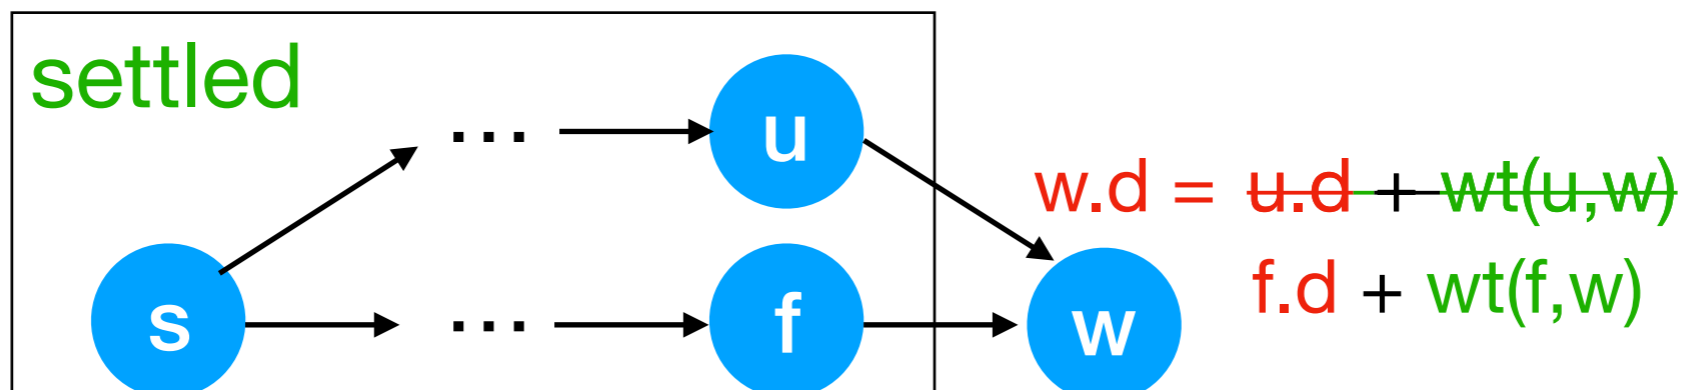 settled
... u
w.d = u.d + wt(u,w)
f.d + wt(f,w)
s ... f w